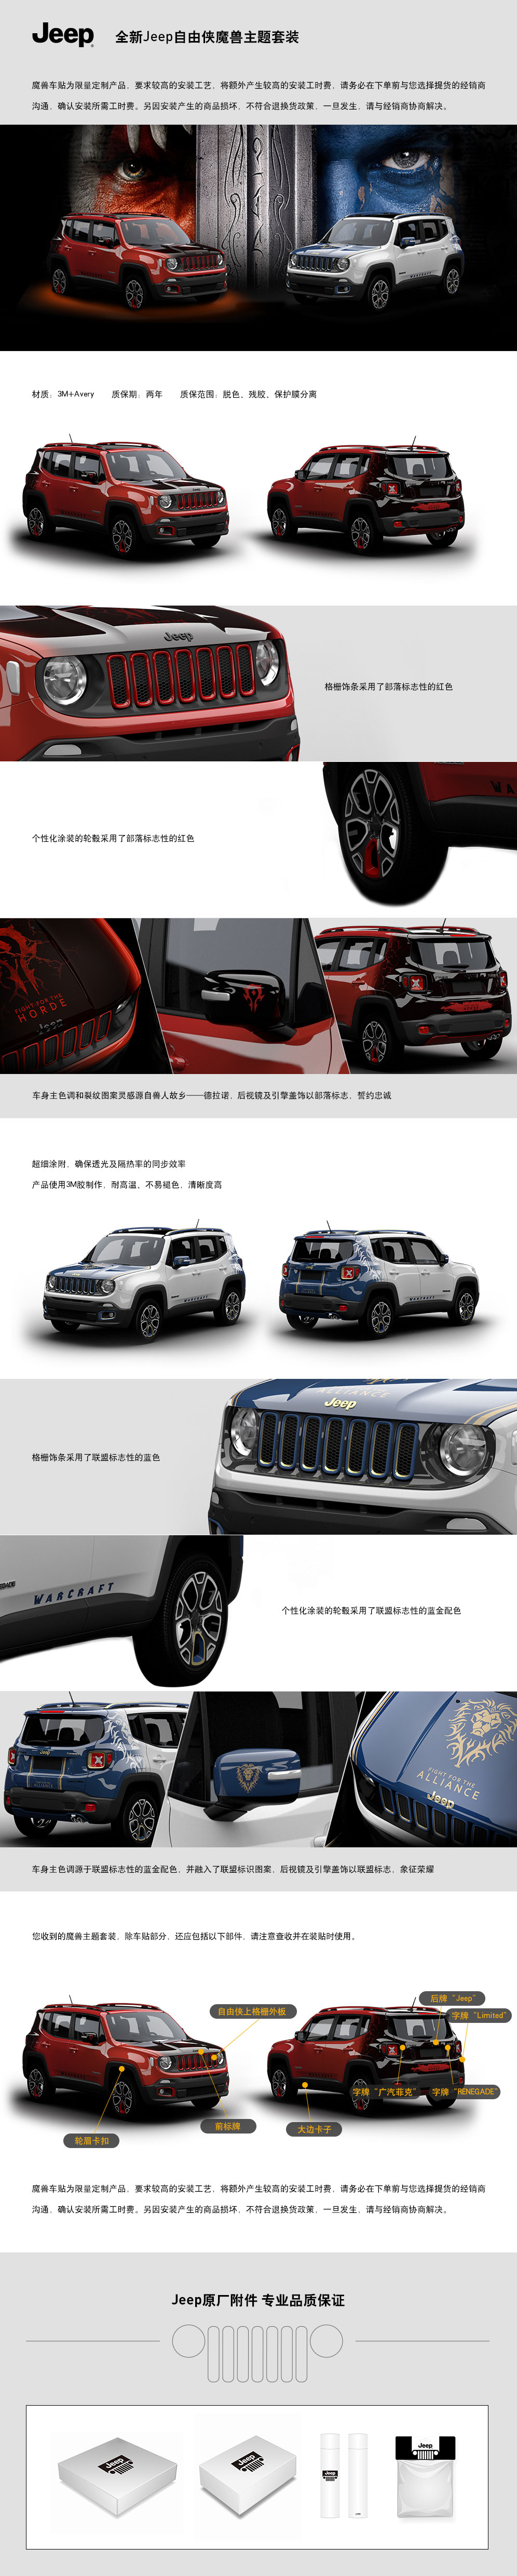 Jeep 全新Jeep自由侠魔兽主题套装
魔兽车贴为限量定制产品，要求较高的安装工艺，将额外产生较高的安装工时费，请务必在下单前与您选择提货的经销商
沟通，确认安装所需工时费。另因安装产生的商品损坏，不符合退换货政策，一旦发生，请与经销商协商解决。
材质：3M+Avery 质保期：两年 质保范围：脱色、残胶、保护膜分离
Jeep
格栅饰条采用了部落标志性的红色
个性化涂装的轮毂采用了部落标志性的红色
FIGHT FOR THE
HORDE
Jeep
车身主色调和裂纹图案灵感源自兽人故乡——德拉诺，后视镜及引擎盖饰以部落标志，誓约忠诚
超细涂附，确保透光及隔热率的同步效率
产品使用3M胶制作，耐高温，不易褪色，清晰度高
WARCRAFT
WARCRAFT
ALLIANCE
Jeep
格栅饰条采用了联盟标志性的蓝色
WARCRAFT
个性化涂装的轮毂采用了联盟标志性的蓝金配色
FIGHT FOR THE
ALLIANCE
Jeep
车身主色调源于联盟标志性的蓝金配色，并融入了联盟标识图案，后视镜及引擎盖饰以联盟标志，象征荣耀
您收到的魔兽主题套装，除车贴部分，还应包括以下部件，请注意查收并在装贴时使用。
后牌“Jeep”
自由侠上格栅外板
字牌“Limited”
字牌“广汽菲克”
字牌“RENEGADE”
前标牌
大边卡子
轮眉卡扣
魔兽车贴为限量定制产品，要求较高的安装工艺，将额外产生较高的安装工时费，请务必在下单前与您选择提货的经销商
沟通，确认安装所需工时费。另因安装产生的商品损坏，不符合退换货政策，一旦发生，请与经销商协商解决。
Jeep原厂附件 专业品质保证
Jeep
Jeep
Jeep
Jeep